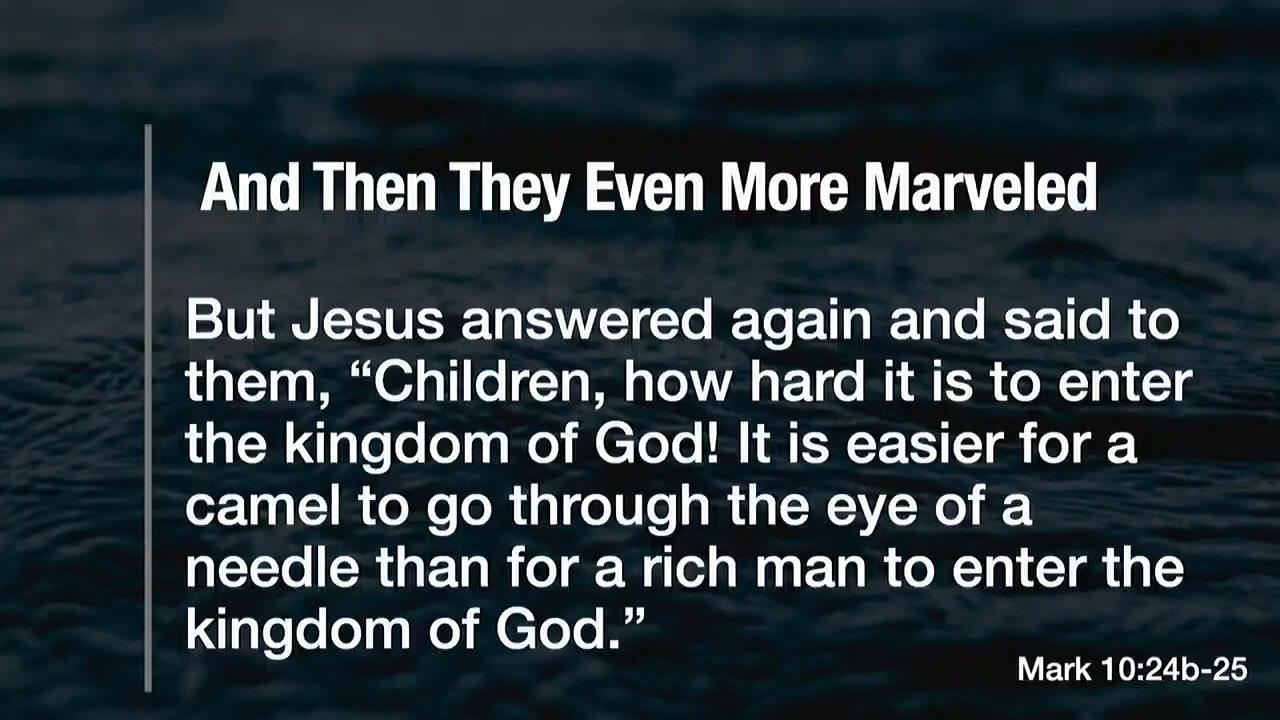 And Then They Even More Marveled
But Jesus answered again and said to
them, “Children, how hard it is to enter
the kingdom of God! It is easier for a
camel to go through the eye of a
needle than for a rich man to enter the
kingdom of God.”
Mark 10:24b-25